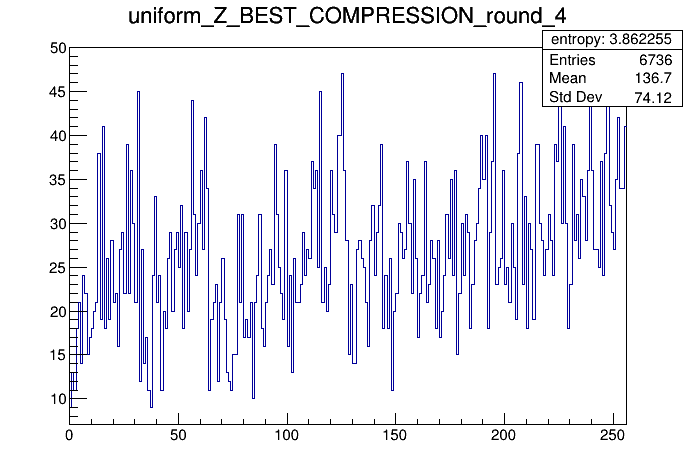 uniform_Z_BEST_COMPRESSION_round_4
entropy: 3.862255
Entries 6736
Mean 136.7
Std Dev 74.12
50
45
40
35
30
25
20
15
10
0 50 100 150 200 250